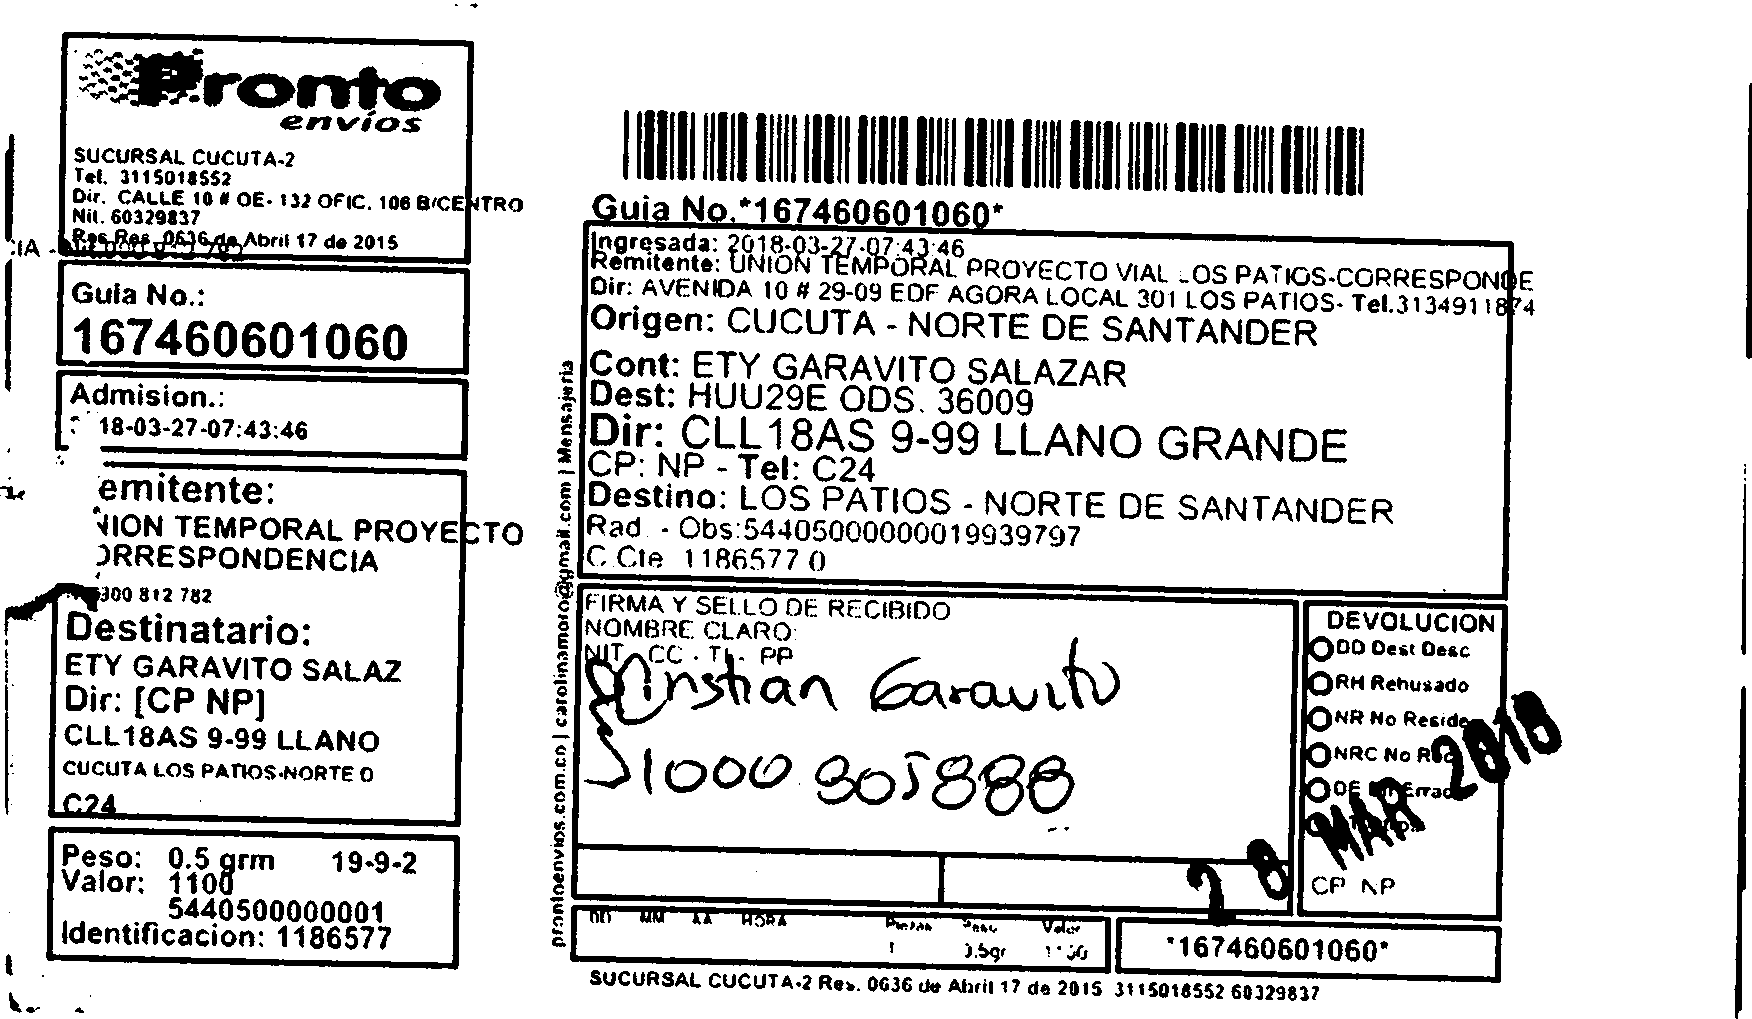 Pronto
envíos
SUCURSAL CUCUTA-2
Tel. 3115018552
Dir. CALLE 10 # OE- 132 OFIC. 106 B/CENTRO
Nit. 60329837
Res Res. 0636 de Abril 17 de 2015
Guia No.:
167460601060
Admision.:
18-03-27-07:43:46
emitente:
NION TEMPORAL PROYECTO
ORRESPONDENCIA
300 812 782
Destinatario:
ETY GARAVITO SALAZ
Dir: [CP NP]
CLL18AS 9-99 LLANO
CUCUTA LOS PATIOS-NORTE D
C24
Peso: 0.5 grm 19-9-2
Valor: 1100
5440500000001
Identificacion: 1186577
prontoenvios.com.co | carolinamoro@gmail.com | Mensajeria
Guia No.*167460601060*
Ingresada: 2018-03-27-07:43:46
Remitente: UNION TEMPORAL PROYECTO VIAL LOS PATIOS-CORRESPONDE
Dir: AVENIDA 10 # 29-09 EDF AGORA LOCAL 301 LOS PATIOS- Tel.3134911874
Origen: CUCUTA - NORTE DE SANTANDER
Cont: ETY GARAVITO SALAZAR
Dest: HUU29E ODS. 36009
Dir: CLL18AS 9-99 LLANO GRANDE
CP: NP - Tel: C24
Destino: LOS PATIOS - NORTE DE SANTANDER
Rad. - Obs:5440500000019939797
C.Cte 1186577 0
FIRMA Y SELLO DE RECIBIDO
NOMBRE CLARO:
NIT - CC - TI - PP
Cristian Garavito
1000 305888
DEVOLUCION
DD Dest Desc
RH Rehusado
NR No Reside
NRC No Rec
DE Errad
28 MAR 2018
CP NP
DD MM AA HORA Piezas Peso Valor
1 0.5gr 1100
*167460601060*
SUCURSAL CUCUTA-2 Res. 0636 de Abril 17 de 2015 3115018552 60329837